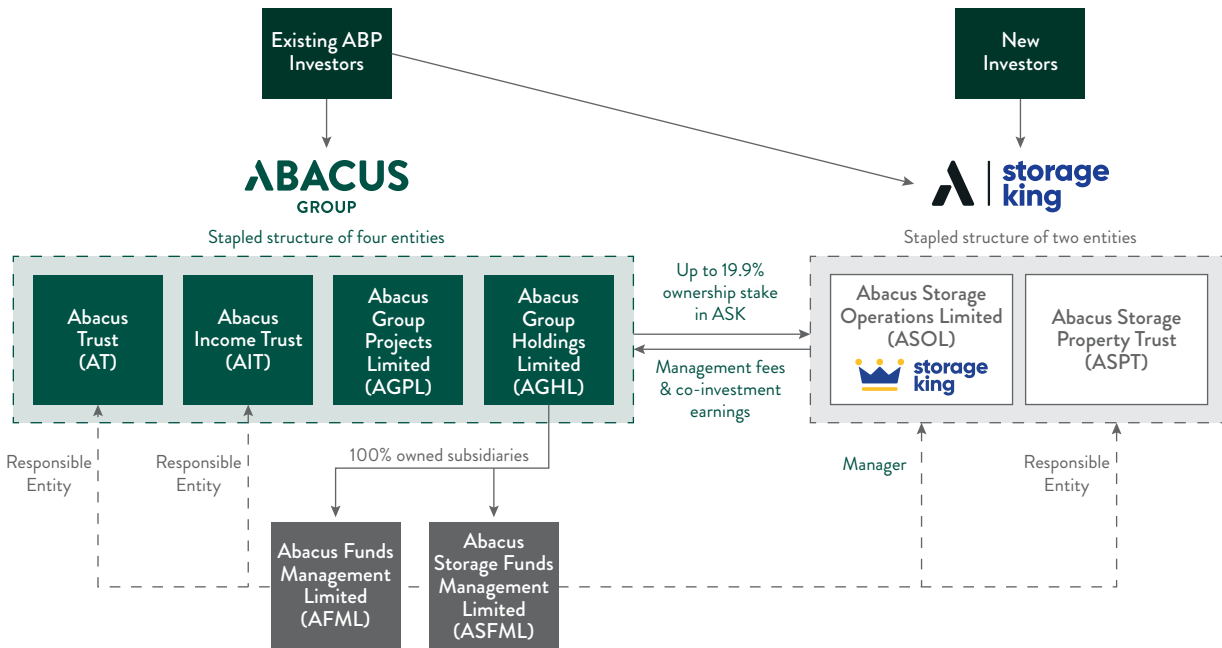 Existing ABP
Investors
New
Investors
ABACUS
GROUP
storage
king
Stapled structure of four entities
Stapled structure of two entities
Abacus
Trust
(AT)
Abacus
Income Trust
(AIT)
Abacus
Group
Projects
Limited
(AGPL)
Abacus
Group
Holdings
Limited
(AGHL)
Up to 19.9%
ownership stake
in ASK
Management fees
& co-investment
earnings
Abacus Storage
Operations Limited
(ASOL)
storage
king
Abacus Storage
Property Trust
(ASPT)
Responsible
Entity
Responsible
Entity
100% owned subsidiaries
Manager
Responsible
Entity
Abacus Funds
Management
Limited
(AFML)
Abacus
Storage Funds
Management
Limited
(ASFML)